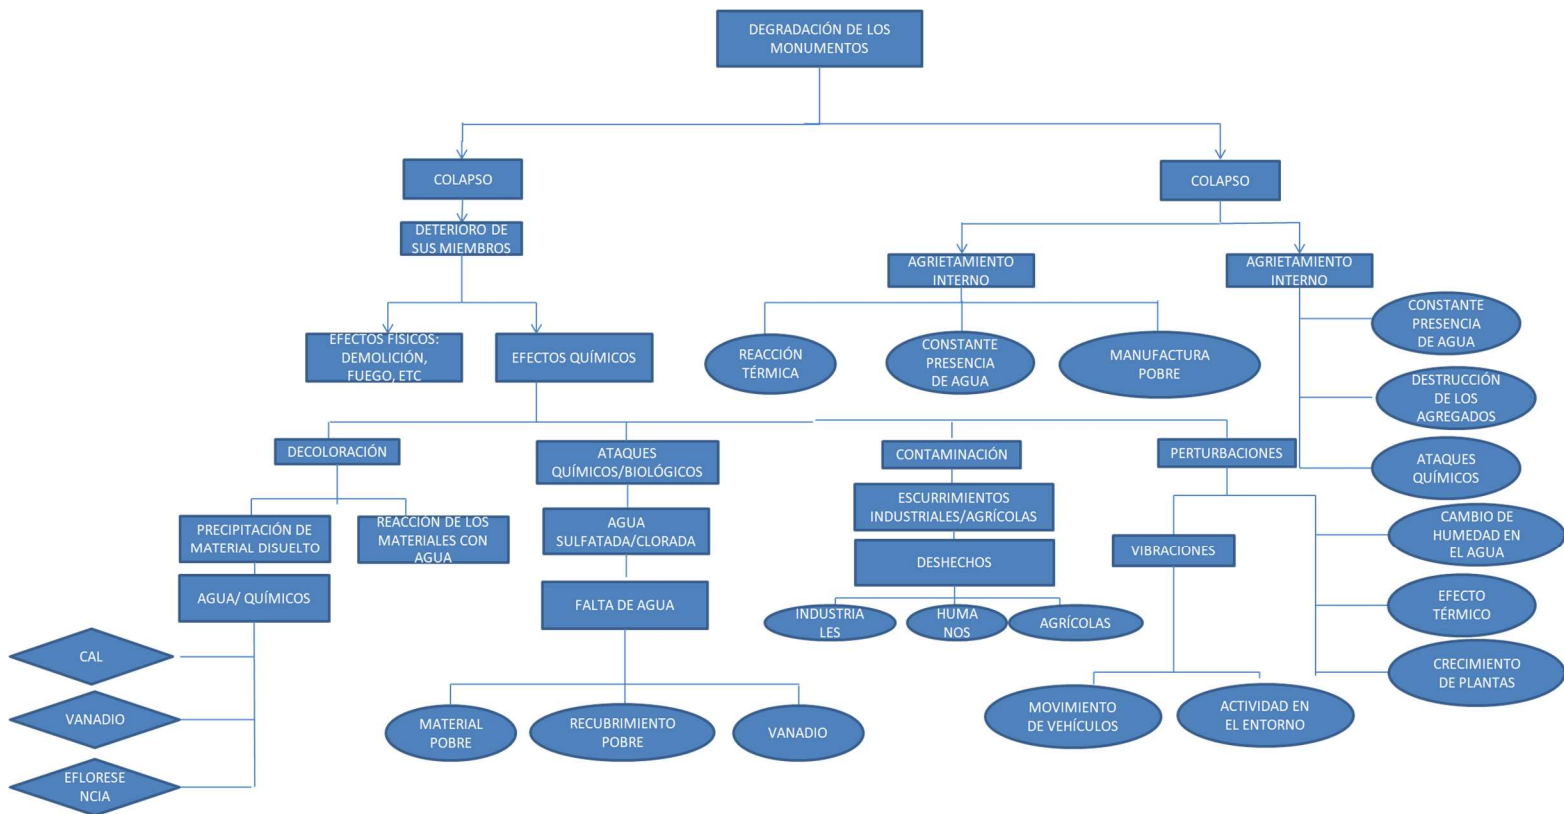 DEGRADACIÓN DE LOS
MONUMENTOS
COLAPSO
COLAPSO
DETERIORO DE
SUS MIEMBROS
AGRIETAMIENTO
INTERNO
AGRIETAMIENTO
INTERNO
EFECTOS FISICOS:
DEMOLICIÓN,
FUEGO, ETC
EFECTOS QUÍMICOS
REACCIÓN
TÉRMICA
CONSTANTE
PRESENCIA
DE AGUA
MANUFACTURA
POBRE
CONSTANTE
PRESENCIA
DE AGUA
DESTRUCCIÓN
DE LOS
AGREGADOS
ATAQUES
QUÍMICOS
DECOLORACIÓN
ATAQUES
QUÍMICOS/BIOLÓGICOS
CONTAMINACIÓN
PERTURBACIONES
PRECIPITACIÓN DE
MATERIAL DISUELTO
REACCIÓN DE LOS
MATERIALES CON
AGUA
AGUA
SULFATADA/CLORADA
ESCURRIMIENTOS
INDUSTRIALES/AGRÍCOLAS
VIBRACIONES
CAMBIO DE
HUMEDAD EN
EL AGUA
AGUA/ QUÍMICOS
FALTA DE AGUA
DESHECHOS
EFECTO
TÉRMICO
INDUSTRIA
LES
HUMA
NOS
AGRÍCOLAS
CRECIMIENTO
DE PLANTAS
CAL
VANADIO
EFLORESE
NCIA
MATERIAL
POBRE
RECUBRIMIENTO
POBRE
VANADIO
MOVIMIENTO
DE VEHÍCULOS
ACTIVIDAD EN
EL ENTORNO